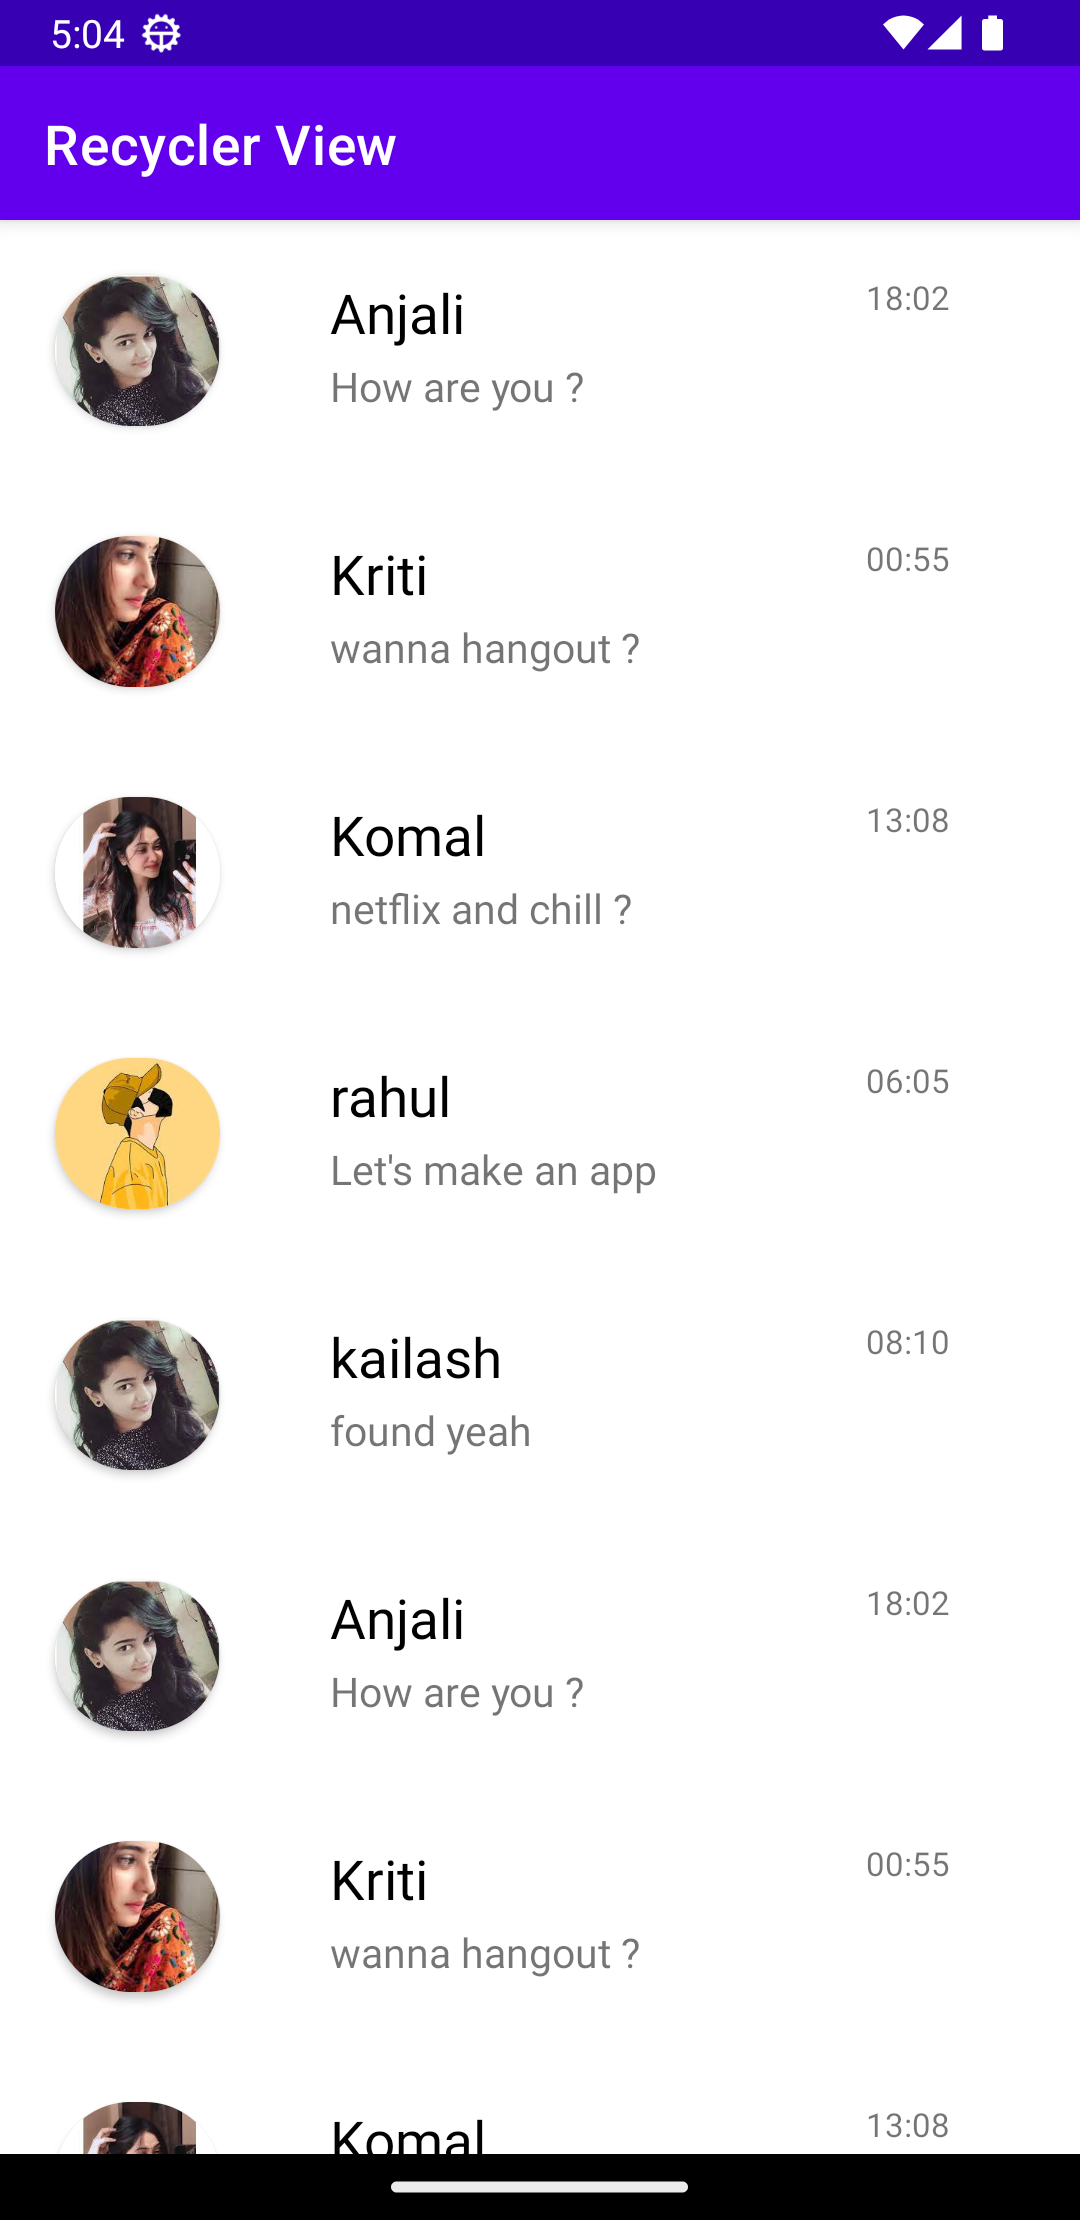 5:04
Recycler View
Anjali
18:02
How are you ?
Kriti
00:55
wanna hangout ?
Komal
13:08
netflix and chill ?
rahul
06:05
Let's make an app
kailash
08:10
found yeah
Anjali
18:02
How are you ?
Kriti
00:55
wanna hangout ?
Komal
13:08